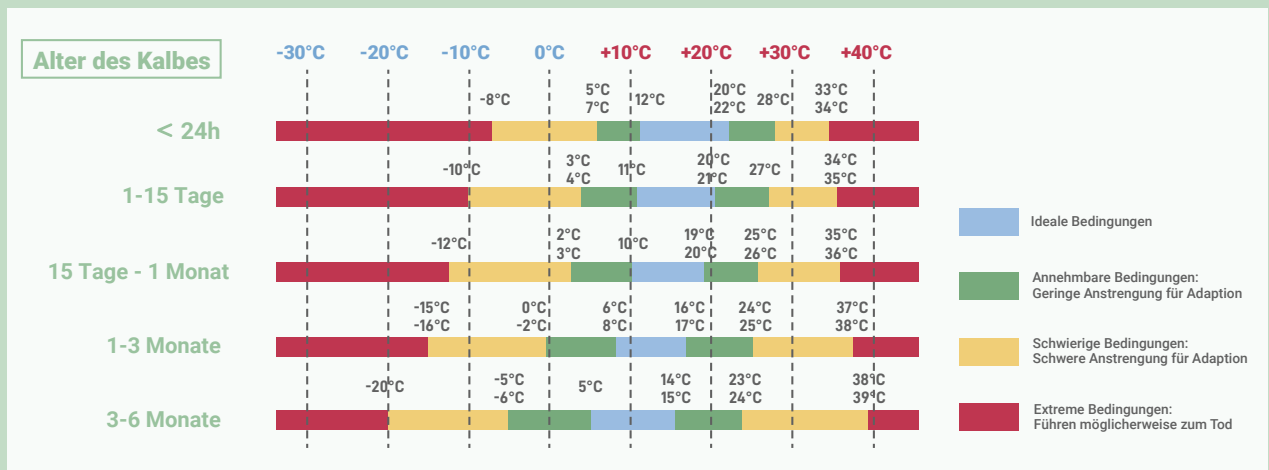 Alter des Kalbes
-30°C -20°C -10°C 0°C +10°C +20°C +30°C +40°C
-8°C 5°C 12°C 20°C 28°C 33°C
7°C 22°C 34°C
< 24h
-10°C 3°C 11°C 20°C 27°C 34°C
4°C 21°C 35°C
1-15 Tage
-12°C 2°C 10°C 19°C 25°C 35°C
3°C 20°C 26°C 36°C
15 Tage - 1 Monat
-15°C 0°C 6°C 16°C 24°C 37°C
-16°C -2°C 8°C 17°C 25°C 38°C
1-3 Monate
-20°C -5°C 5°C 14°C 23°C 38°C
-6°C 15°C 24°C 39°C
3-6 Monate
Ideale Bedingungen
Annehmbare Bedingungen:
Geringe Anstrengung für Adaption
Schwierige Bedingungen:
Schwere Anstrengung für Adaption
Extreme Bedingungen:
Führen möglicherweise zum Tod